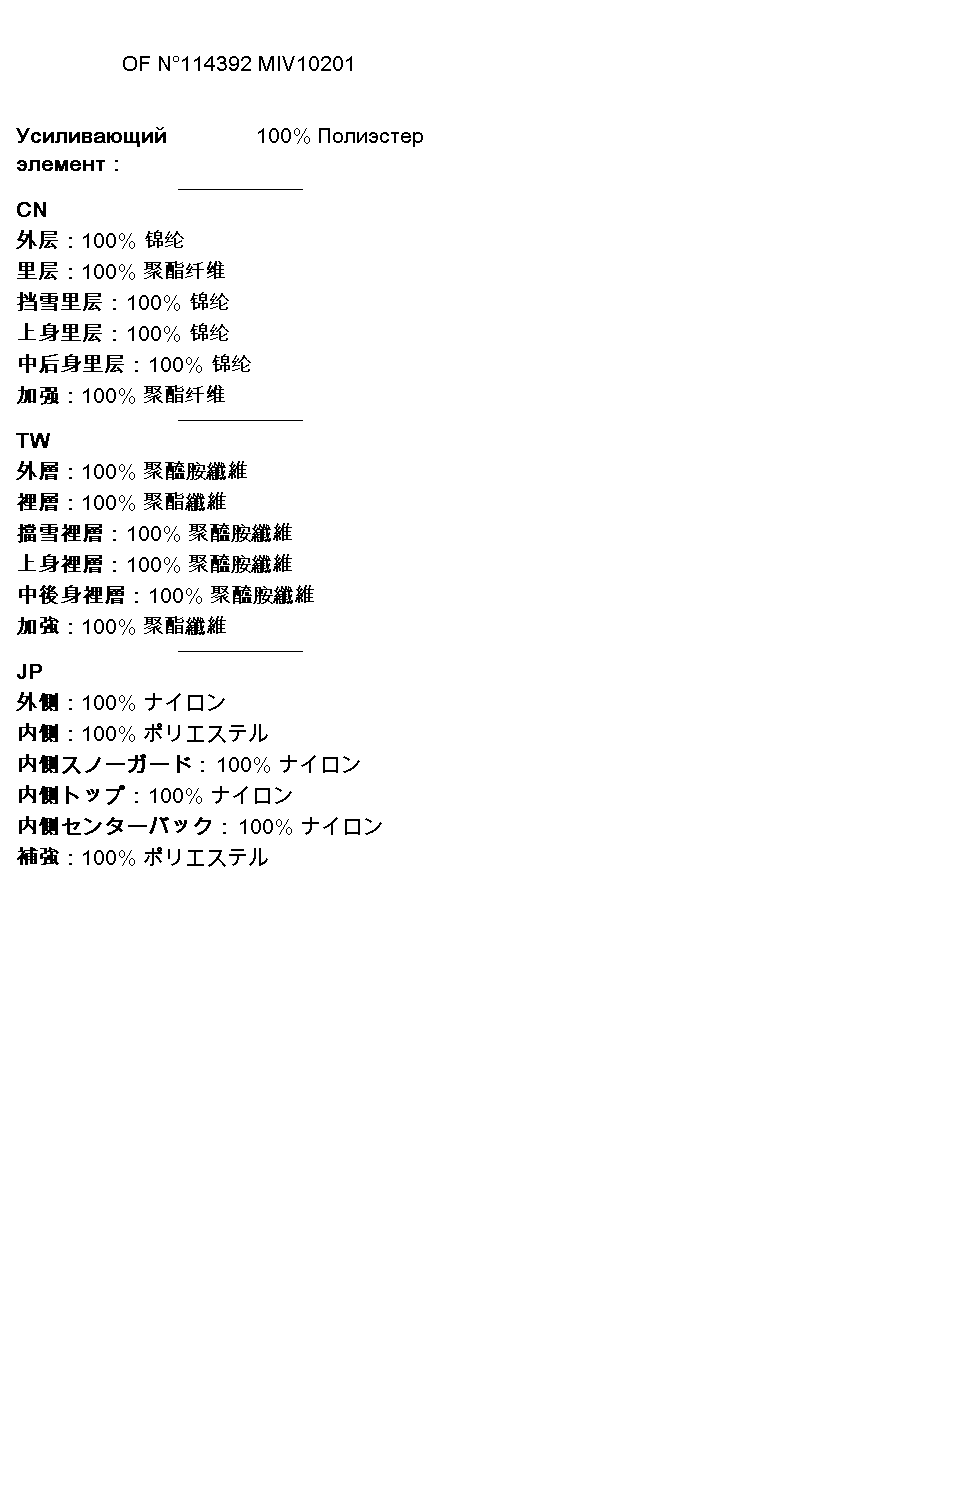 OF N°114392 MIV10201
Усиливающий 100% Полиэстер
элемент :
CN
外层 : 100% 锦纶
里层 : 100% 聚酯纤维
挡雪里层 : 100% 锦纶
上身里层 : 100% 锦纶
中后身里层 : 100% 锦纶
加强 : 100% 聚酯纤维
TW
外層 : 100% 聚醯胺纖維
裡層 : 100% 聚酯纖維
擋雪裡層 : 100% 聚醯胺纖維
上身裡層 : 100% 聚醯胺纖維
中後身裡層 : 100% 聚醯胺纖維
加強 : 100% 聚酯纖維
JP
外側 : 100% ナイロン
内側 : 100% ポリエステル
内側スノーガード : 100% ナイロン
内側トップ : 100% ナイロン
内側センターバック : 100% ナイロン
補強 : 100% ポリエステル